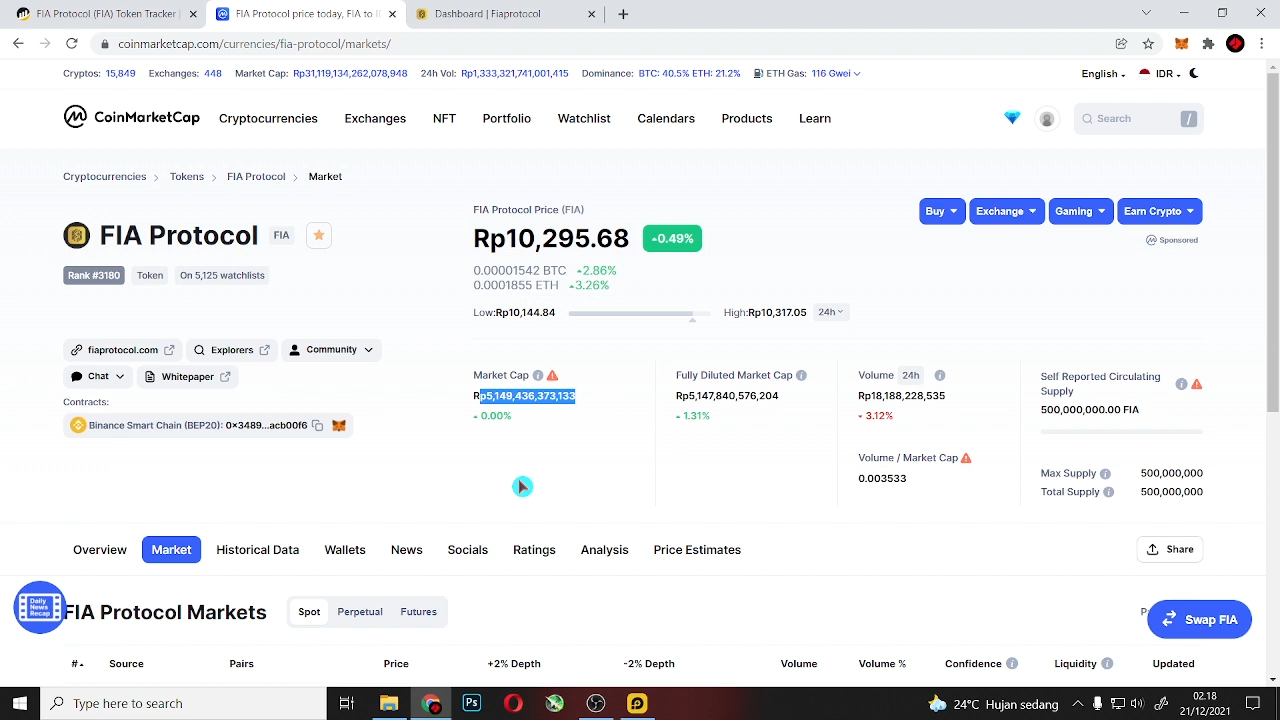 FIA Protocol (FIA) Token Tracker
FIA Protocol price today, FIA to
Dashboard | Fiaprotocol
coinmarketcap.com/currencies/fia-protocol/markets/
Cryptos: 15,849 Exchanges: 448 Market Cap: Rp31,119,134,262,078,948 24h Vol: Rp1,333,321,741,001,415 Dominance: BTC: 40.5% ETH: 21.2% ETH Gas: 116 Gwei English IDR
CoinMarketCap Cryptocurrencies Exchanges NFT Portfolio Watchlist Calendars Products Learn Search /
Cryptocurrencies > Tokens > FIA Protocol > Market
FIA Protocol Price (FIA)
Buy Exchange Gaming Earn Crypto
FIA Protocol FIA
Rp10,295.68 0.49%
Sponsored
Rank #3180 Token On 5,125 watchlists
0.00001542 BTC 2.86%
0.0001855 ETH 3.26%
Low:Rp10,144.84 High:Rp10,317.05 24h
fiaprotocol.com Explorers Community
Chat Whitepaper
Contracts:
Binance Smart Chain (BEP20): 0x3489...acb00f6
Market Cap
Rp5,149,436,373,133
0.00%
Fully Diluted Market Cap
Rp5,147,840,576,204
1.31%
Volume 24h
Rp18,188,228,535
3.12%
Volume / Market Cap
0.003533
Self Reported Circulating
Supply
500,000,000.00 FIA
Max Supply 500,000,000
Total Supply 500,000,000
Overview Market Historical Data Wallets News Socials Ratings Analysis Price Estimates Share
Daily
News
Recap
FIA Protocol Markets Spot Perpetual Futures
Swap FIA
# Source Pairs Price +2% Depth -2% Depth Volume Volume % Confidence Liquidity Updated
Type here to search
Ps
24°C Hujan sedang
02.18
21/12/2021